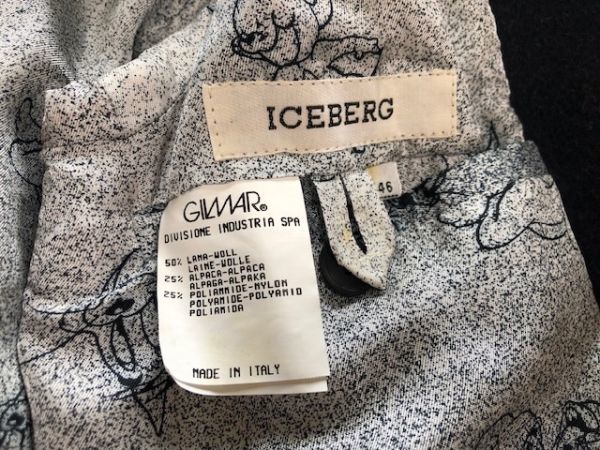 ICEBERG
46
GILMAR®
DIVISIONE INDUSTRIA SPA
50% LANA-WOLL
LAINE-WOLLE
25% ALPACA-ALPACA
ALPAGA-ALPAKA
25% POLIAMMIDE-NYLON
POLYAMIDE-POLYAMID
POLIAMIDA
MADE IN ITALY